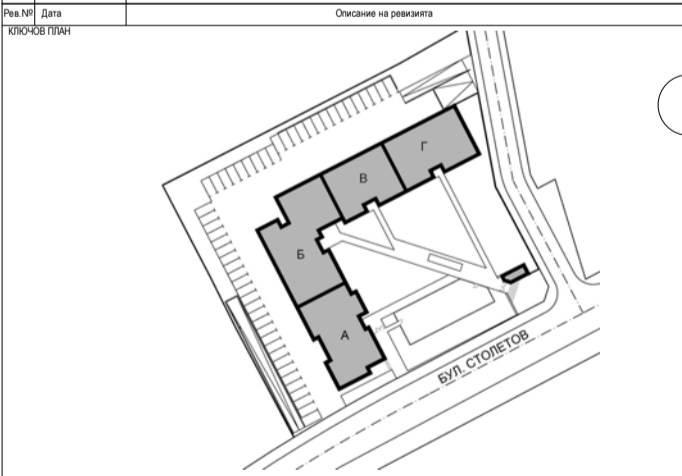 Рев.№ Дата Описание на ревизията
КЛЮЧОВ ПЛАН
Г
В
Б
А
БУЛ. СТОЛЕТОВ